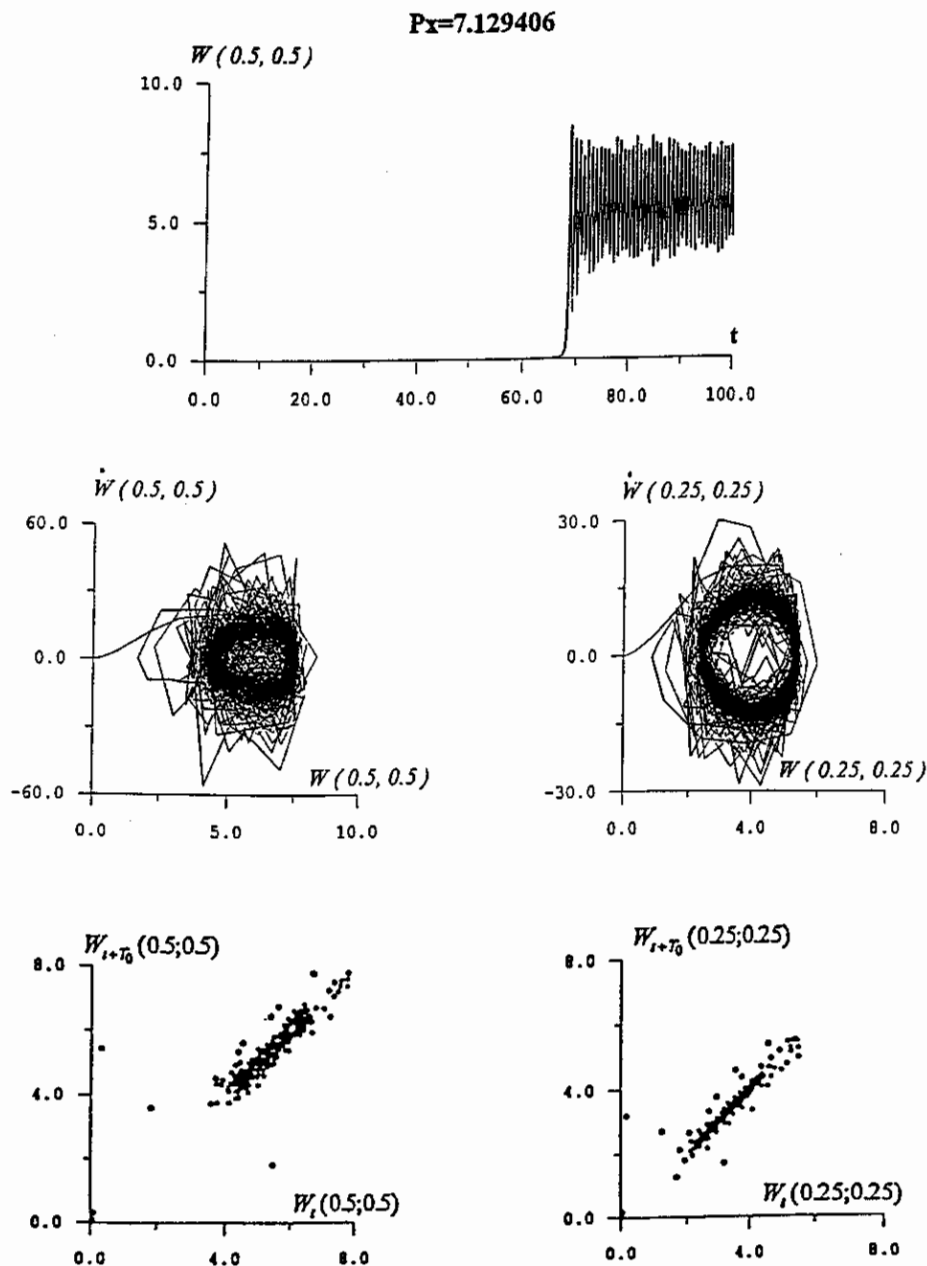 Px=7.129406
W (0.5, 0.5)
10.0
5.0
0.0
t
0.0 20.0 40.0 60.0 80.0 100.0
Ẇ (0.5, 0.5)
60.0
0.0
-60.0
W (0.5, 0.5)
0.0 5.0 10.0
Ẇ (0.25, 0.25)
30.0
0.0
-30.0
W (0.25, 0.25)
0.0 4.0 8.0
W_{t+T_0}(0.5;0.5)
8.0
4.0
0.0
W_t(0.5;0.5)
0.0 4.0 8.0
W_{t+T_0}(0.25;0.25)
8.0
4.0
0.0
W_t(0.25;0.25)
0.0 4.0 8.0